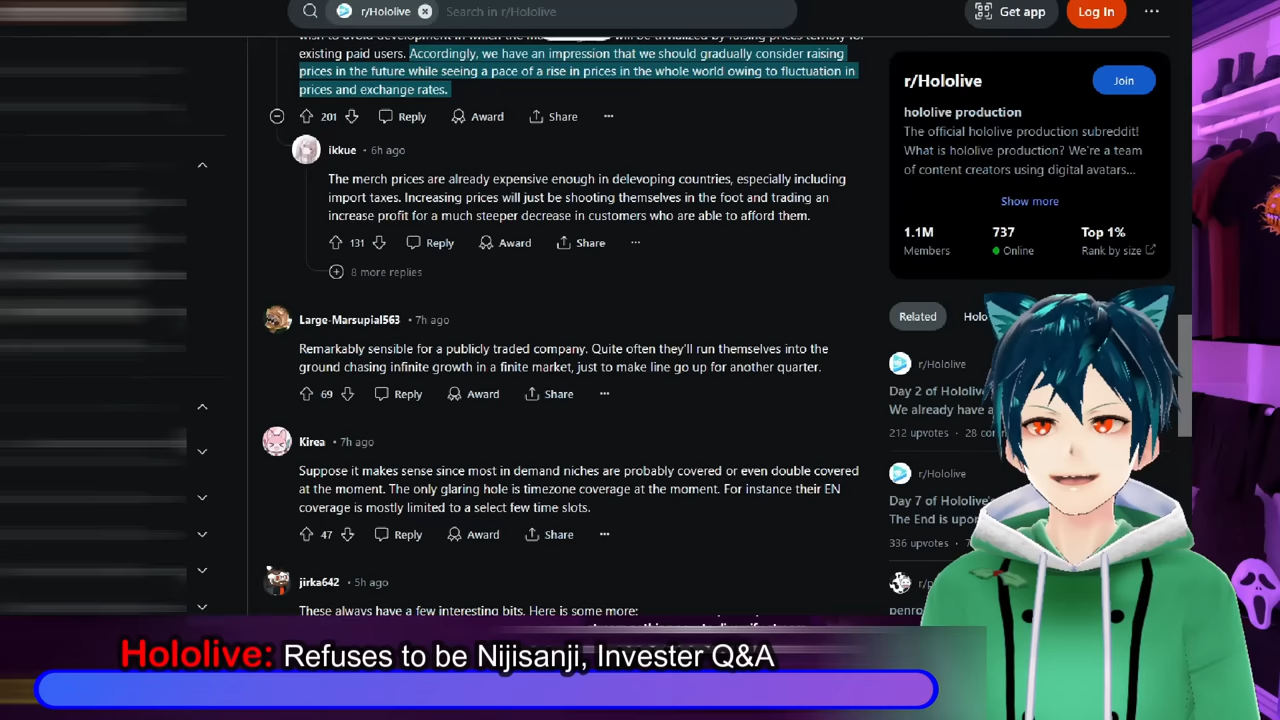 r/Hololive
Search in r/Hololive
Get app
Log In
existing paid users. Accordingly, we have an impression that we should gradually consider raising
prices in the future while seeing a pace of a rise in prices in the whole world owing to fluctuation in
prices and exchange rates.
201 Reply Award Share
ikkue • 6h ago
The merch prices are already expensive enough in delevoping countries, especially including
import taxes. Increasing prices will just be shooting themselves in the foot and trading an
increase profit for a much steeper decrease in customers who are able to afford them.
131 Reply Award Share
8 more replies
Large-Marsupial563 • 7h ago
Remarkably sensible for a publicly traded company. Quite often they'll run themselves into the
ground chasing infinite growth in a finite market, just to make line go up for another quarter.
69 Reply Award Share
Kirea • 7h ago
Suppose it makes sense since most in demand niches are probably covered or even double covered
at the moment. The only glaring hole is timezone coverage at the moment. For instance their EN
coverage is mostly limited to a select few time slots.
47 Reply Award Share
jirka642 • 5h ago
These always have a few interesting bits. Here is some more:
r/Hololive
Join
hololive production
The official hololive production subreddit!
What is hololive production? We're a team
of content creators using digital avatars...
Show more
1.1M 737 Top 1%
Members Online Rank by size
Related Holo
r/Hololive
Day 2 of Hololive
We already have a
212 upvotes • 28 com
r/Hololive
Day 7 of Hololive's
The End is upon
336 upvotes •
Hololive: Refuses to be Nijisanji, Invester Q&A